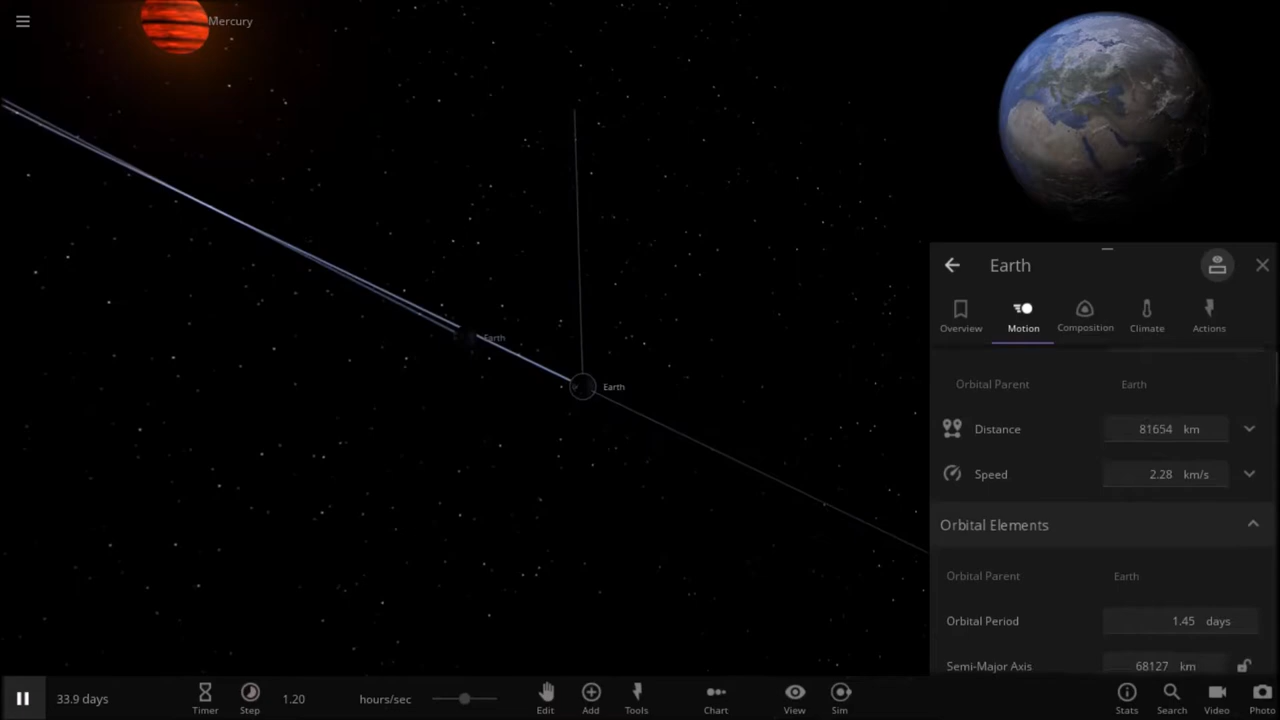 Mercury
Earth
Earth
Earth
Overview
Motion
Composition
Climate
Actions
Orbital Parent Earth
Distance 81654 km
Speed 2.28 km/s
Orbital Elements
Orbital Parent Earth
Orbital Period 1.45 days
Semi-Major Axis 68127 km
33.9 days
Timer
Step
1.20 hours/sec
Edit
Add
Tools
Chart
View
Sim
Stats
Search
Video
Photo